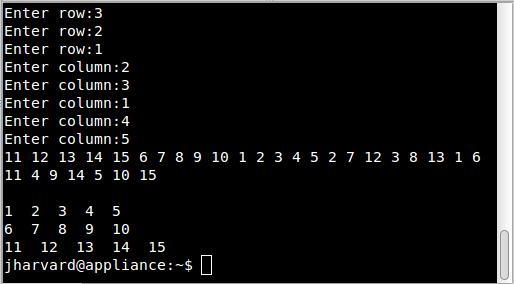 Enter row:3
Enter row:2
Enter row:1
Enter column:2
Enter column:3
Enter column:1
Enter column:4
Enter column:5
11 12 13 14 15 6 7 8 9 10 1 2 3 4 5 2 7 12 3 8 13 1 6
11 4 9 14 5 10 15
1  2  3  4  5
6  7  8  9  10
11  12  13  14  15
jharvard@appliance:~$